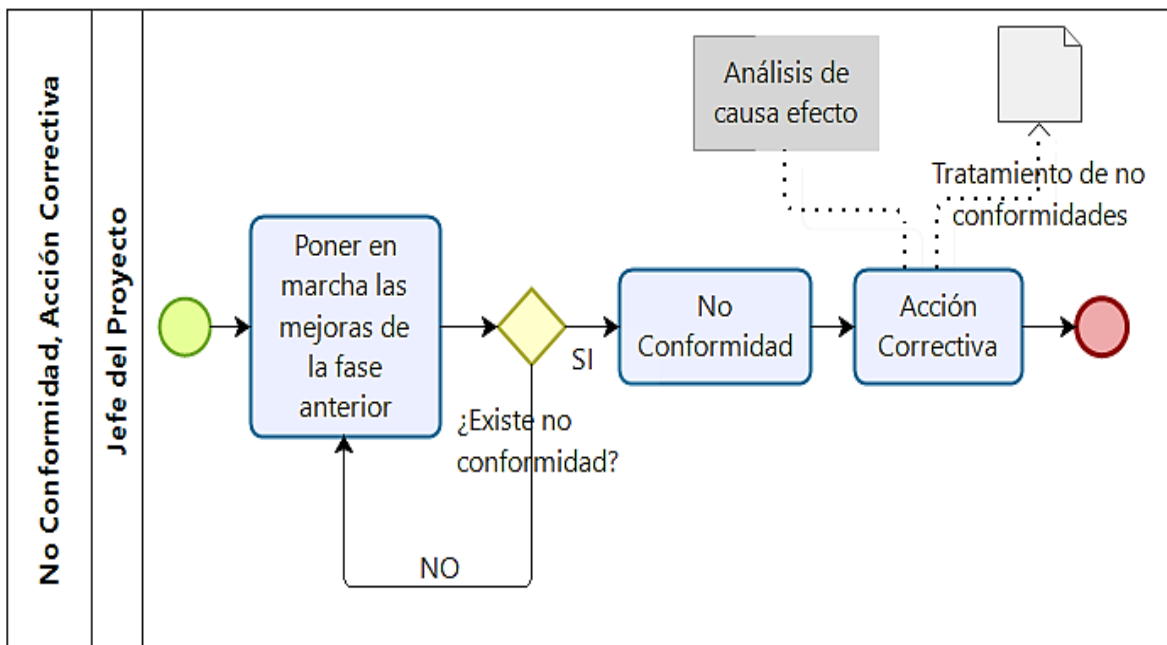 No Conformidad, Acción Correctiva
Jefe del Proyecto
Poner en
marcha las
mejoras de
la fase
anterior
¿Existe no
conformidad?
SI
NO
No
Conformidad
Análisis de
causa efecto
Acción
Correctiva
Tratamiento de no
conformidades